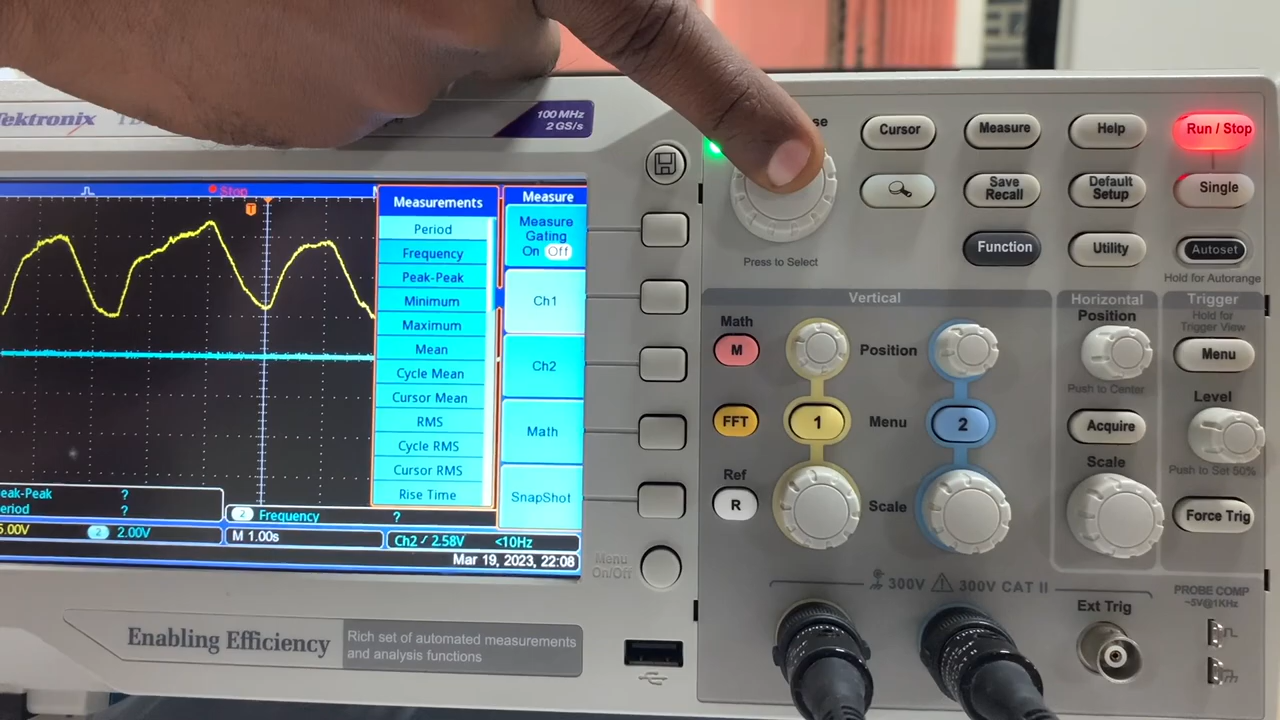 Tektronix
100 MHz
2 GS/s
Cursor
Measure
Help
Run / Stop
Save
Recall
Default
Setup
Single
Function
Utility
Autoset
Hold for Autorange
Press to Select
Stop
Measurements
Period
Frequency
Peak-Peak
Minimum
Maximum
Mean
Cycle Mean
Cursor Mean
RMS
Cycle RMS
Cursor RMS
Rise Time
Measure
Measure
Gating
On Off
Ch1
Ch2
Math
SnapShot
eak-Peak ?
eriod ?
2 Frequency ?
5.00V 2 2.00V M 1.00s Ch2 / 2.58V <10Hz
Mar 19, 2023, 22:08
Menu
On/Off
Vertical
Math
M
Position
FFT
1
Menu
2
Ref
R
Scale
Horizontal
Position
Push to Center
Acquire
Scale
Trigger
Hold for
Trigger View
Menu
Level
Push to Set 50%
Force Trig
300V 300V CAT II
Ext Trig
PROBE COMP
~5V@1KHz
Enabling Efficiency
Rich set of automated measurements
and analysis functions